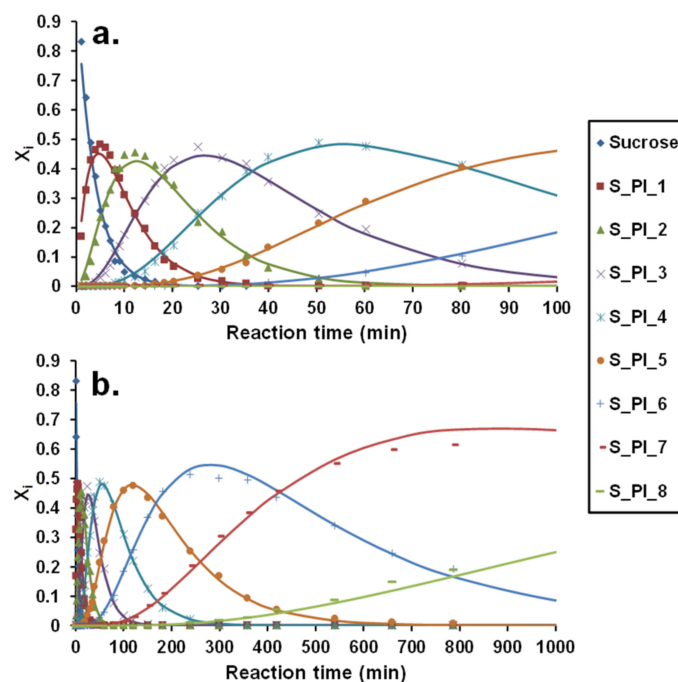 a.
0.9
0.8
0.7
0.6
0.5
0.4
0.3
0.2
0.1
0
Xi
0 10 20 30 40 50 60 70 80 90 100
Reaction time (min)
b.
0.9
0.8
0.7
0.6
0.5
0.4
0.3
0.2
0.1
0
Xi
0 100 200 300 400 500 600 700 800 900 1000
Reaction time (min)
Sucrose
S_PI_1
S_PI_2
S_PI_3
S_PI_4
S_PI_5
S_PI_6
S_PI_7
S_PI_8